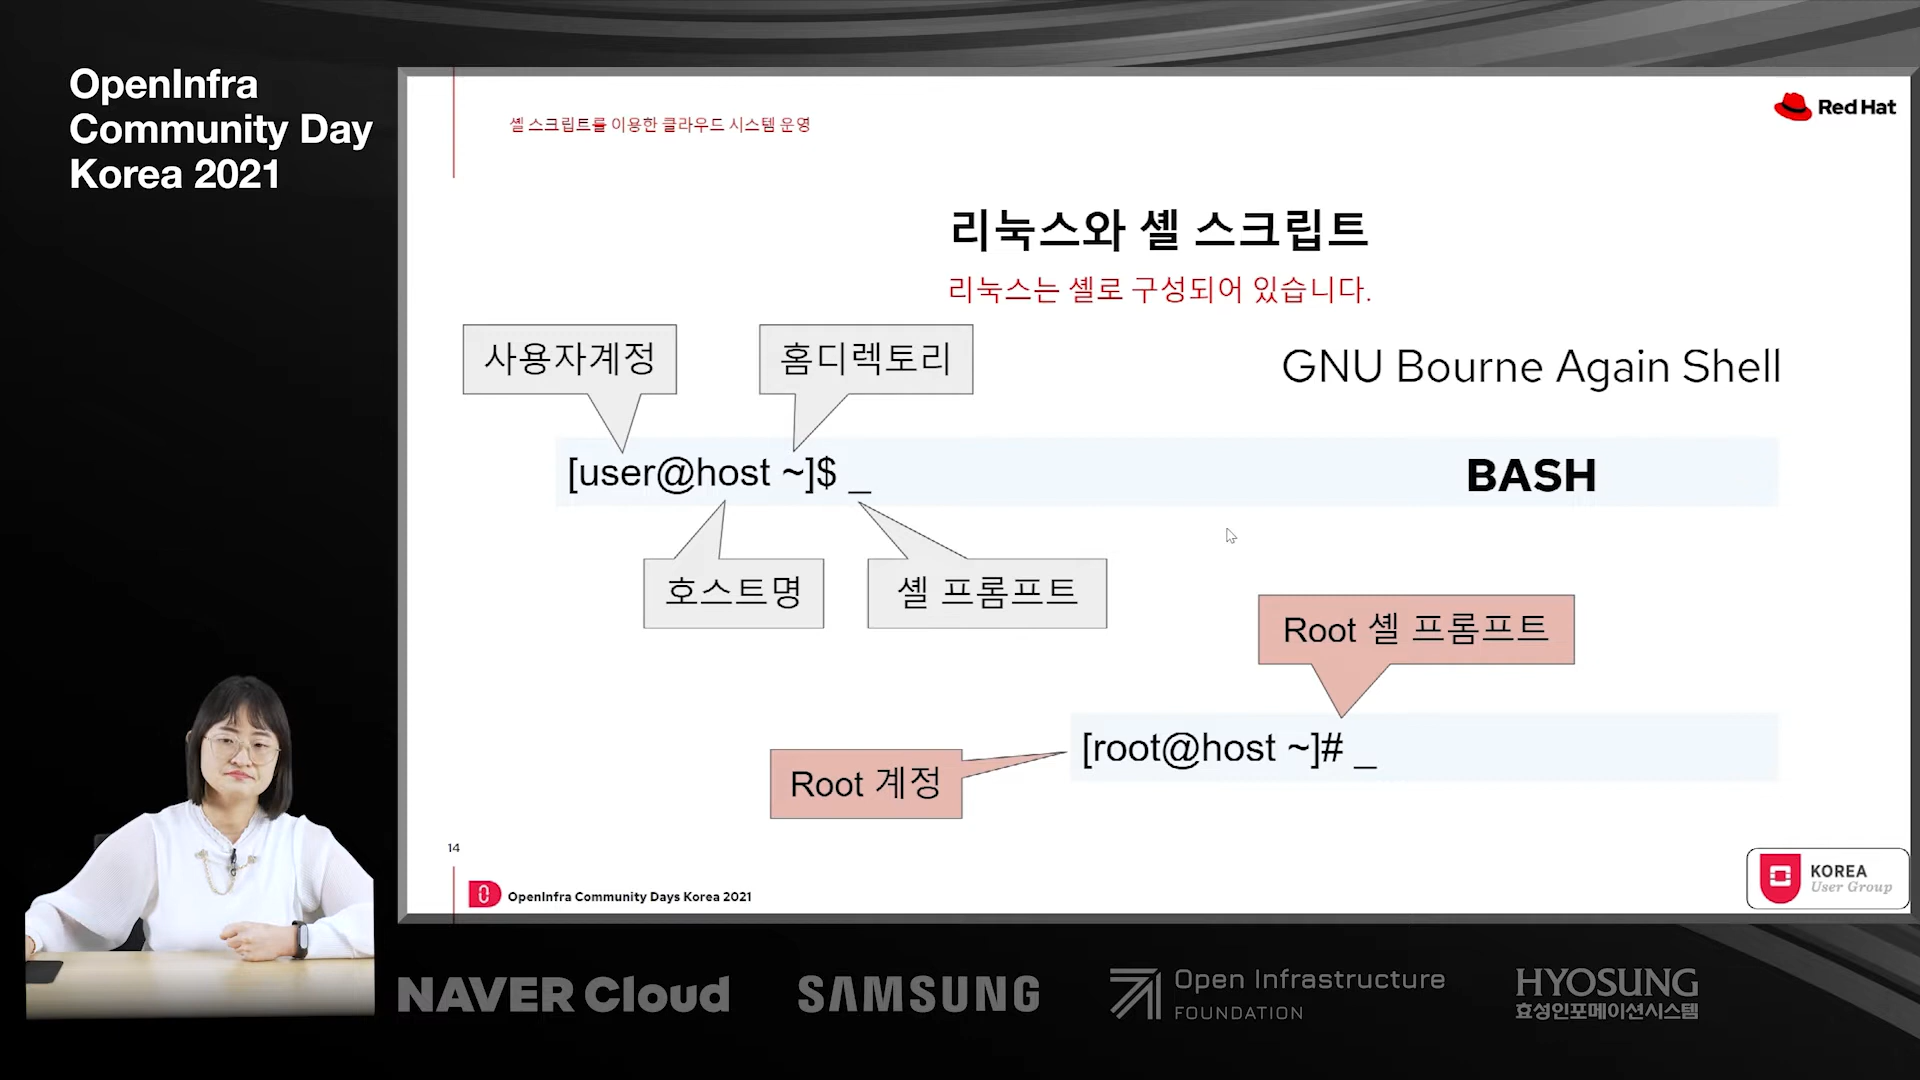 OpenInfra
Community Day
Korea 2021
셸 스크립트를 이용한 클라우드 시스템 운영
Red Hat
리눅스와 셸 스크립트
리눅스는 셸로 구성되어 있습니다.
사용자계정
홈디렉토리
GNU Bourne Again Shell
[user@host ~]$ _
BASH
호스트명
셸 프롬프트
Root 셸 프롬프트
[root@host ~]# _
Root 계정
14
OpenInfra Community Days Korea 2021
KOREA
User Group
NAVER Cloud
SAMSUNG
Open Infrastructure
FOUNDATION
HYOSUNG
효성인포메이션시스템